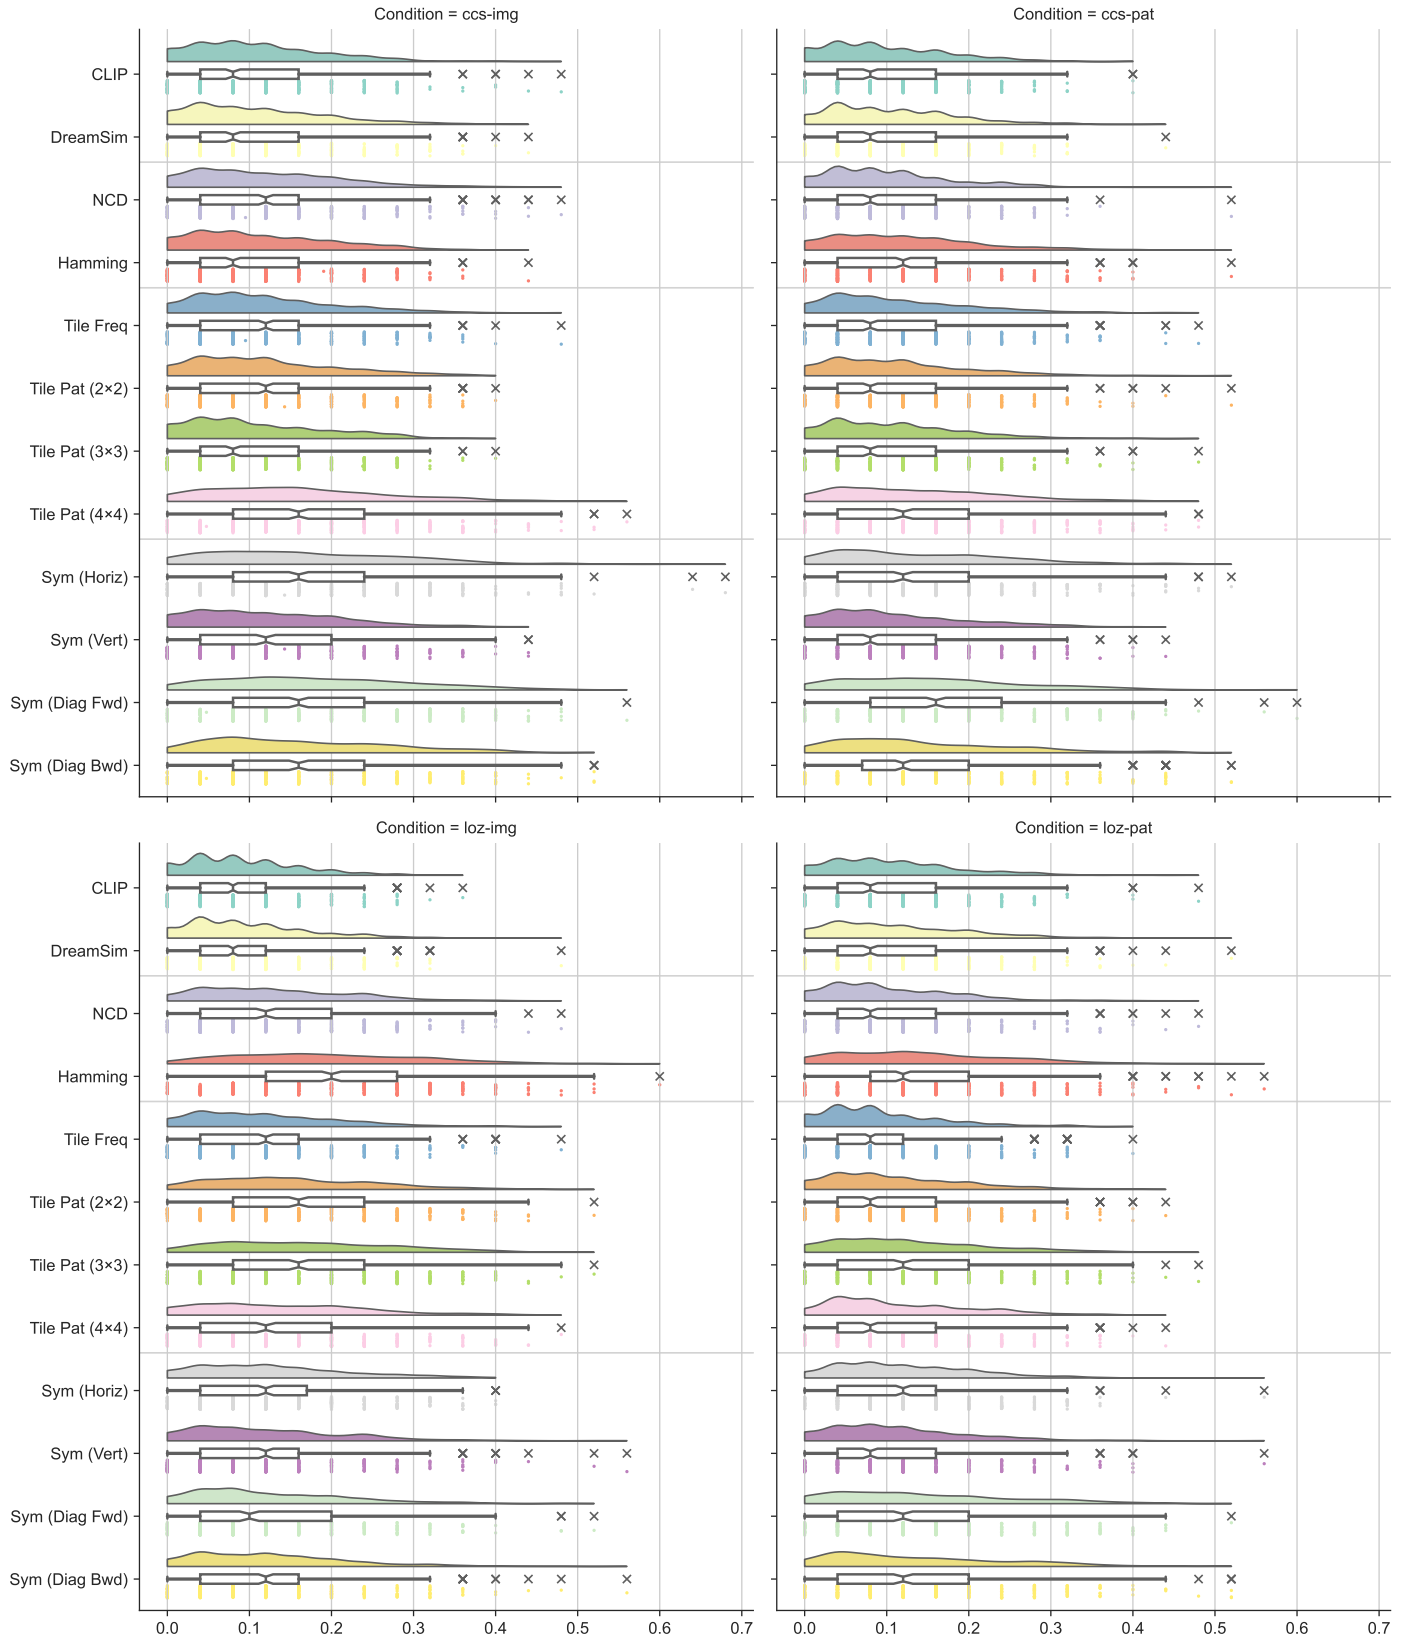 Condition = ccs-img
Condition = ccs-pat
CLIP
DreamSim
NCD
Hamming
Tile Freq
Tile Pat (2×2)
Tile Pat (3×3)
Tile Pat (4×4)
Sym (Horiz)
Sym (Vert)
Sym (Diag Fwd)
Sym (Diag Bwd)
Condition = loz-img
Condition = loz-pat
CLIP
DreamSim
NCD
Hamming
Tile Freq
Tile Pat (2×2)
Tile Pat (3×3)
Tile Pat (4×4)
Sym (Horiz)
Sym (Vert)
Sym (Diag Fwd)
Sym (Diag Bwd)
0.0 0.1 0.2 0.3 0.4 0.5 0.6 0.7
0.0 0.1 0.2 0.3 0.4 0.5 0.6 0.7